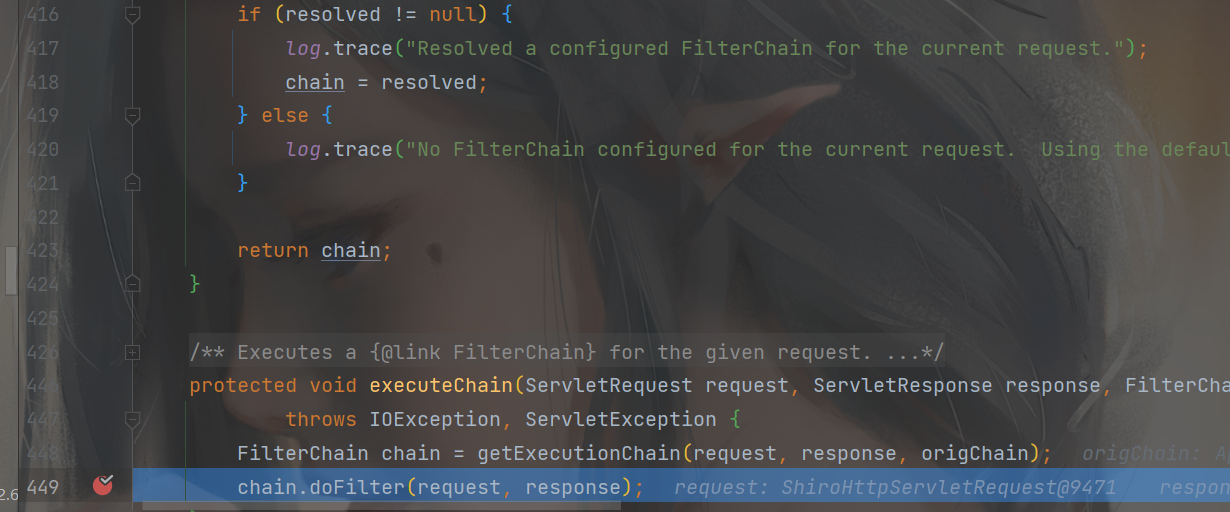 416 if (resolved != null) {
417 log.trace("Resolved a configured FilterChain for the current request.");
418 chain = resolved;
419 } else {
420 log.trace("No FilterChain configured for the current request.  Using the defaul
421 }
422
423 return chain;
424 }
425
426 /** Executes a {@link FilterChain} for the given request. ...*/
446 protected void executeChain(ServletRequest request, ServletResponse response, FilterCha
447 throws IOException, ServletException {
448 FilterChain chain = getExecutionChain(request, response, origChain); origChain: A
2.6 449 chain.doFilter(request, response); request: ShiroHttpServletRequest@9471 respon